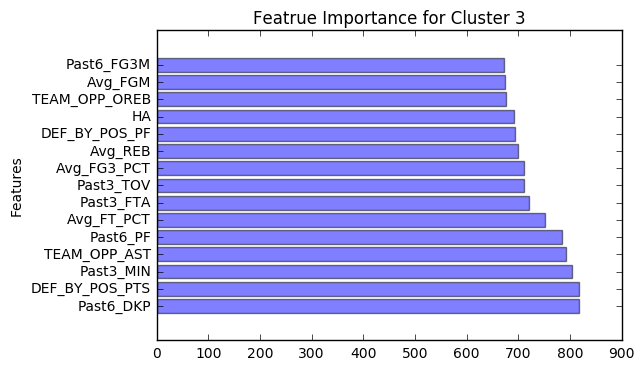 Featrue Importance for Cluster 3
Features
Past6_FG3M
Avg_FGM
TEAM_OPP_OREB
HA
DEF_BY_POS_PF
Avg_REB
Avg_FG3_PCT
Past3_TOV
Past3_FTA
Avg_FT_PCT
Past6_PF
TEAM_OPP_AST
Past3_MIN
DEF_BY_POS_PTS
Past6_DKP
0 100 200 300 400 500 600 700 800 900